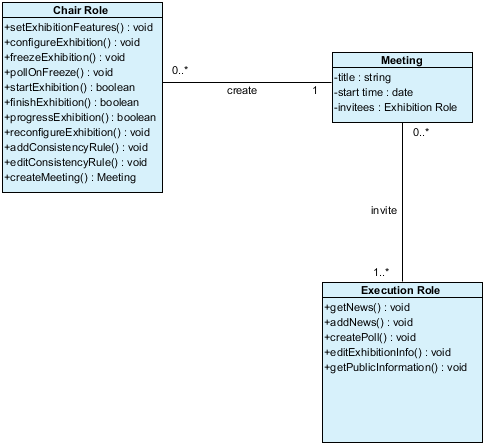 Chair Role
+setExhibitionFeatures() : void
+configureExhibition() : void
+freezeExhibition() : void
+pollOnFreeze() : void
+startExhibition() : boolean
+finishExhibition() : boolean
+progressExhibition() : boolean
+reconfigureExhibition() : void
+addConsistencyRule() : void
+editConsistencyRule() : void
+createMeeting() : Meeting
0..*
create
1
Meeting
-title : string
-start time : date
-invitees : Exhibition Role
0..*
invite
1..*
Execution Role
+getNews() : void
+addNews() : void
+createPoll() : void
+editExhibitionInfo() : void
+getPublicInformation() : void